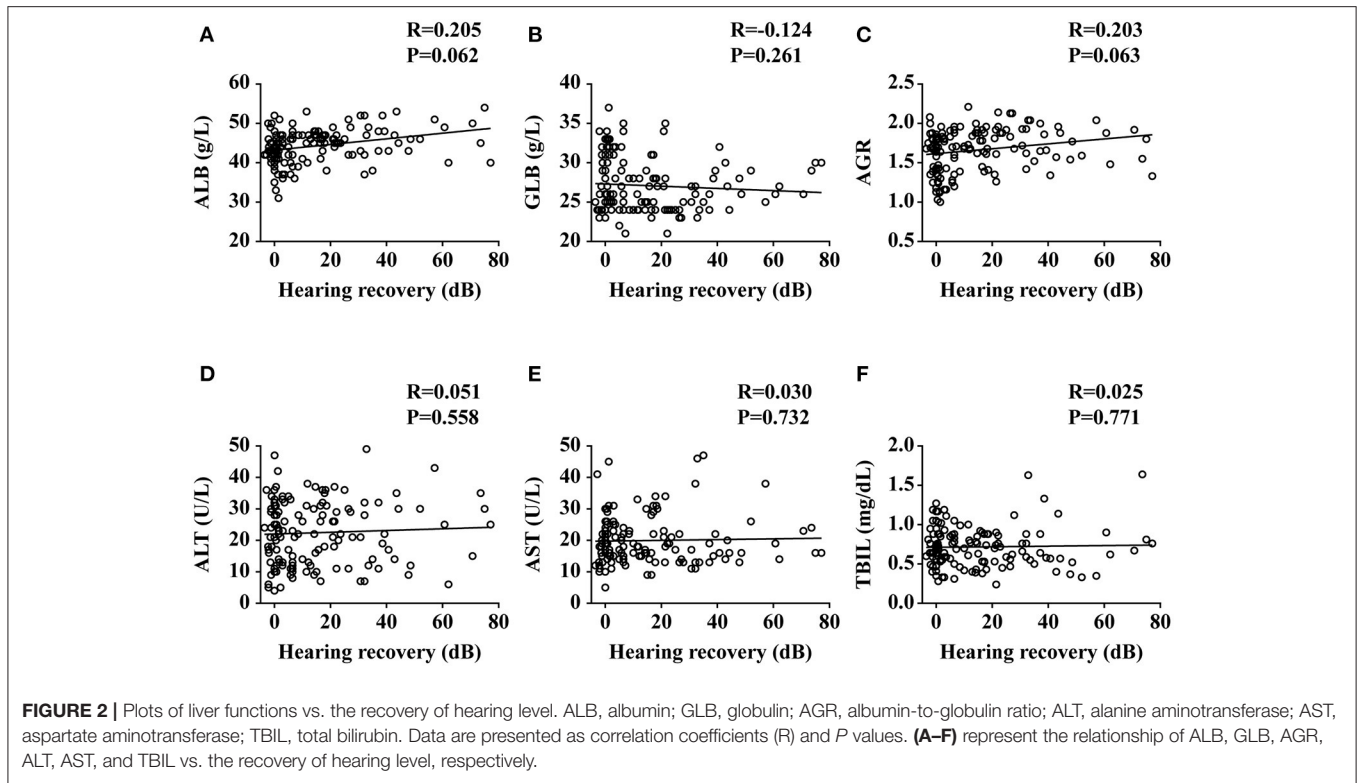 A
R=0.205
P=0.062
60
50
40
30
20
ALB (g/L)
0 20 40 60 80
Hearing recovery (dB)
B
R=-0.124
P=0.261
40
35
30
25
20
GLB (g/L)
0 20 40 60 80
Hearing recovery (dB)
C
R=0.203
P=0.063
2.5
2.0
1.5
1.0
0.5
AGR
0 20 40 60 80
Hearing recovery (dB)
D
R=0.051
P=0.558
50
40
30
20
10
0
ALT (U/L)
0 20 40 60 80
Hearing recovery (dB)
E
R=0.030
P=0.732
50
40
30
20
10
0
AST (U/L)
0 20 40 60 80
Hearing recovery (dB)
F
R=0.025
P=0.771
2.0
1.5
1.0
0.5
0.0
TBIL (mg/dL)
0 20 40 60 80
Hearing recovery (dB)
FIGURE 2 | Plots of liver functions vs. the recovery of hearing level. ALB, albumin; GLB, globulin; AGR, albumin-to-globulin ratio; ALT, alanine aminotransferase; AST,
aspartate aminotransferase; TBIL, total bilirubin. Data are presented as correlation coefficients (R) and P values. (A–F) represent the relationship of ALB, GLB, AGR,
ALT, AST, and TBIL vs. the recovery of hearing level, respectively.